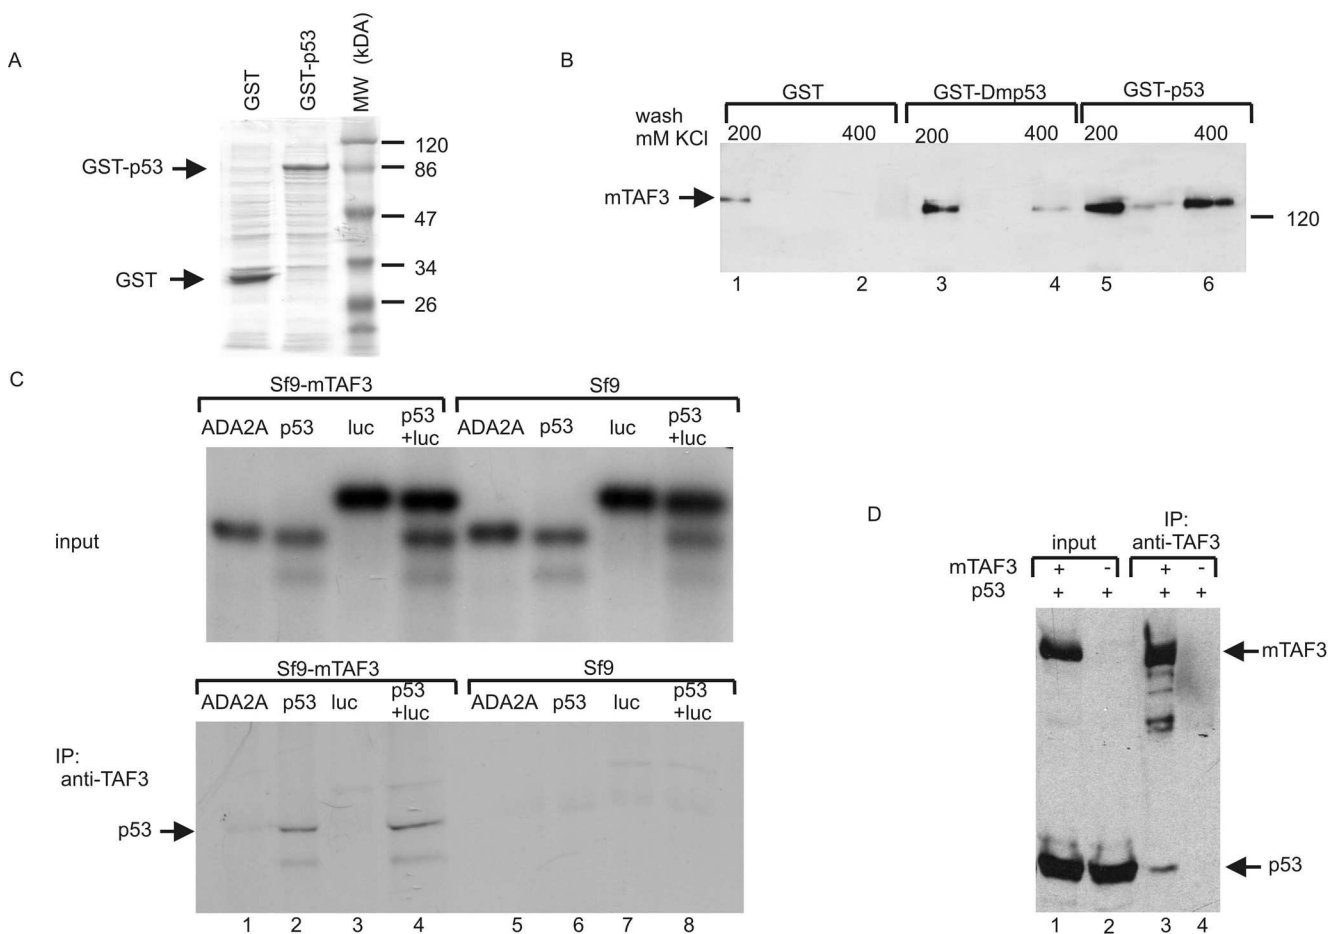 A
GST
GST-p53
MW (kDA)
GST-p53
GST
120
86
47
34
26
B
GST
GST-Dmp53
GST-p53
wash
mM KCl
200
400
200
400
200
400
mTAF3
120
1
2
3
4
5
6
C
Sf9-mTAF3
Sf9
ADA2A
p53
luc
p53
+luc
ADA2A
p53
luc
p53
+luc
input
Sf9-mTAF3
Sf9
ADA2A
p53
luc
p53
+luc
ADA2A
p53
luc
p53
+luc
IP:
anti-TAF3
p53
1
2
3
4
5
6
7
8
D
IP:
input
anti-TAF3
mTAF3 + - + -
p53 + + + +
mTAF3
p53
1
2
3
4